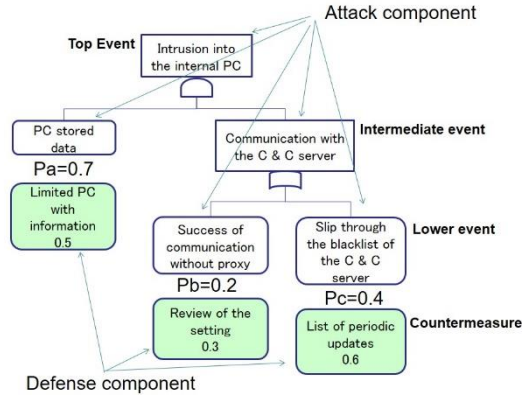 Attack component
Top Event
Intrusion into
the internal PC
PC stored
data
Pa=0.7
Limited PC
with
information
0.5
Communication with
the C & C server
Intermediate event
Success of
communication
without proxy
Pb=0.2
Review of the
setting
0.3
Slip through
the blacklist of
the C & C
server
Lower event
Pc=0.4
List of periodic
updates
0.6
Countermeasure
Defense component